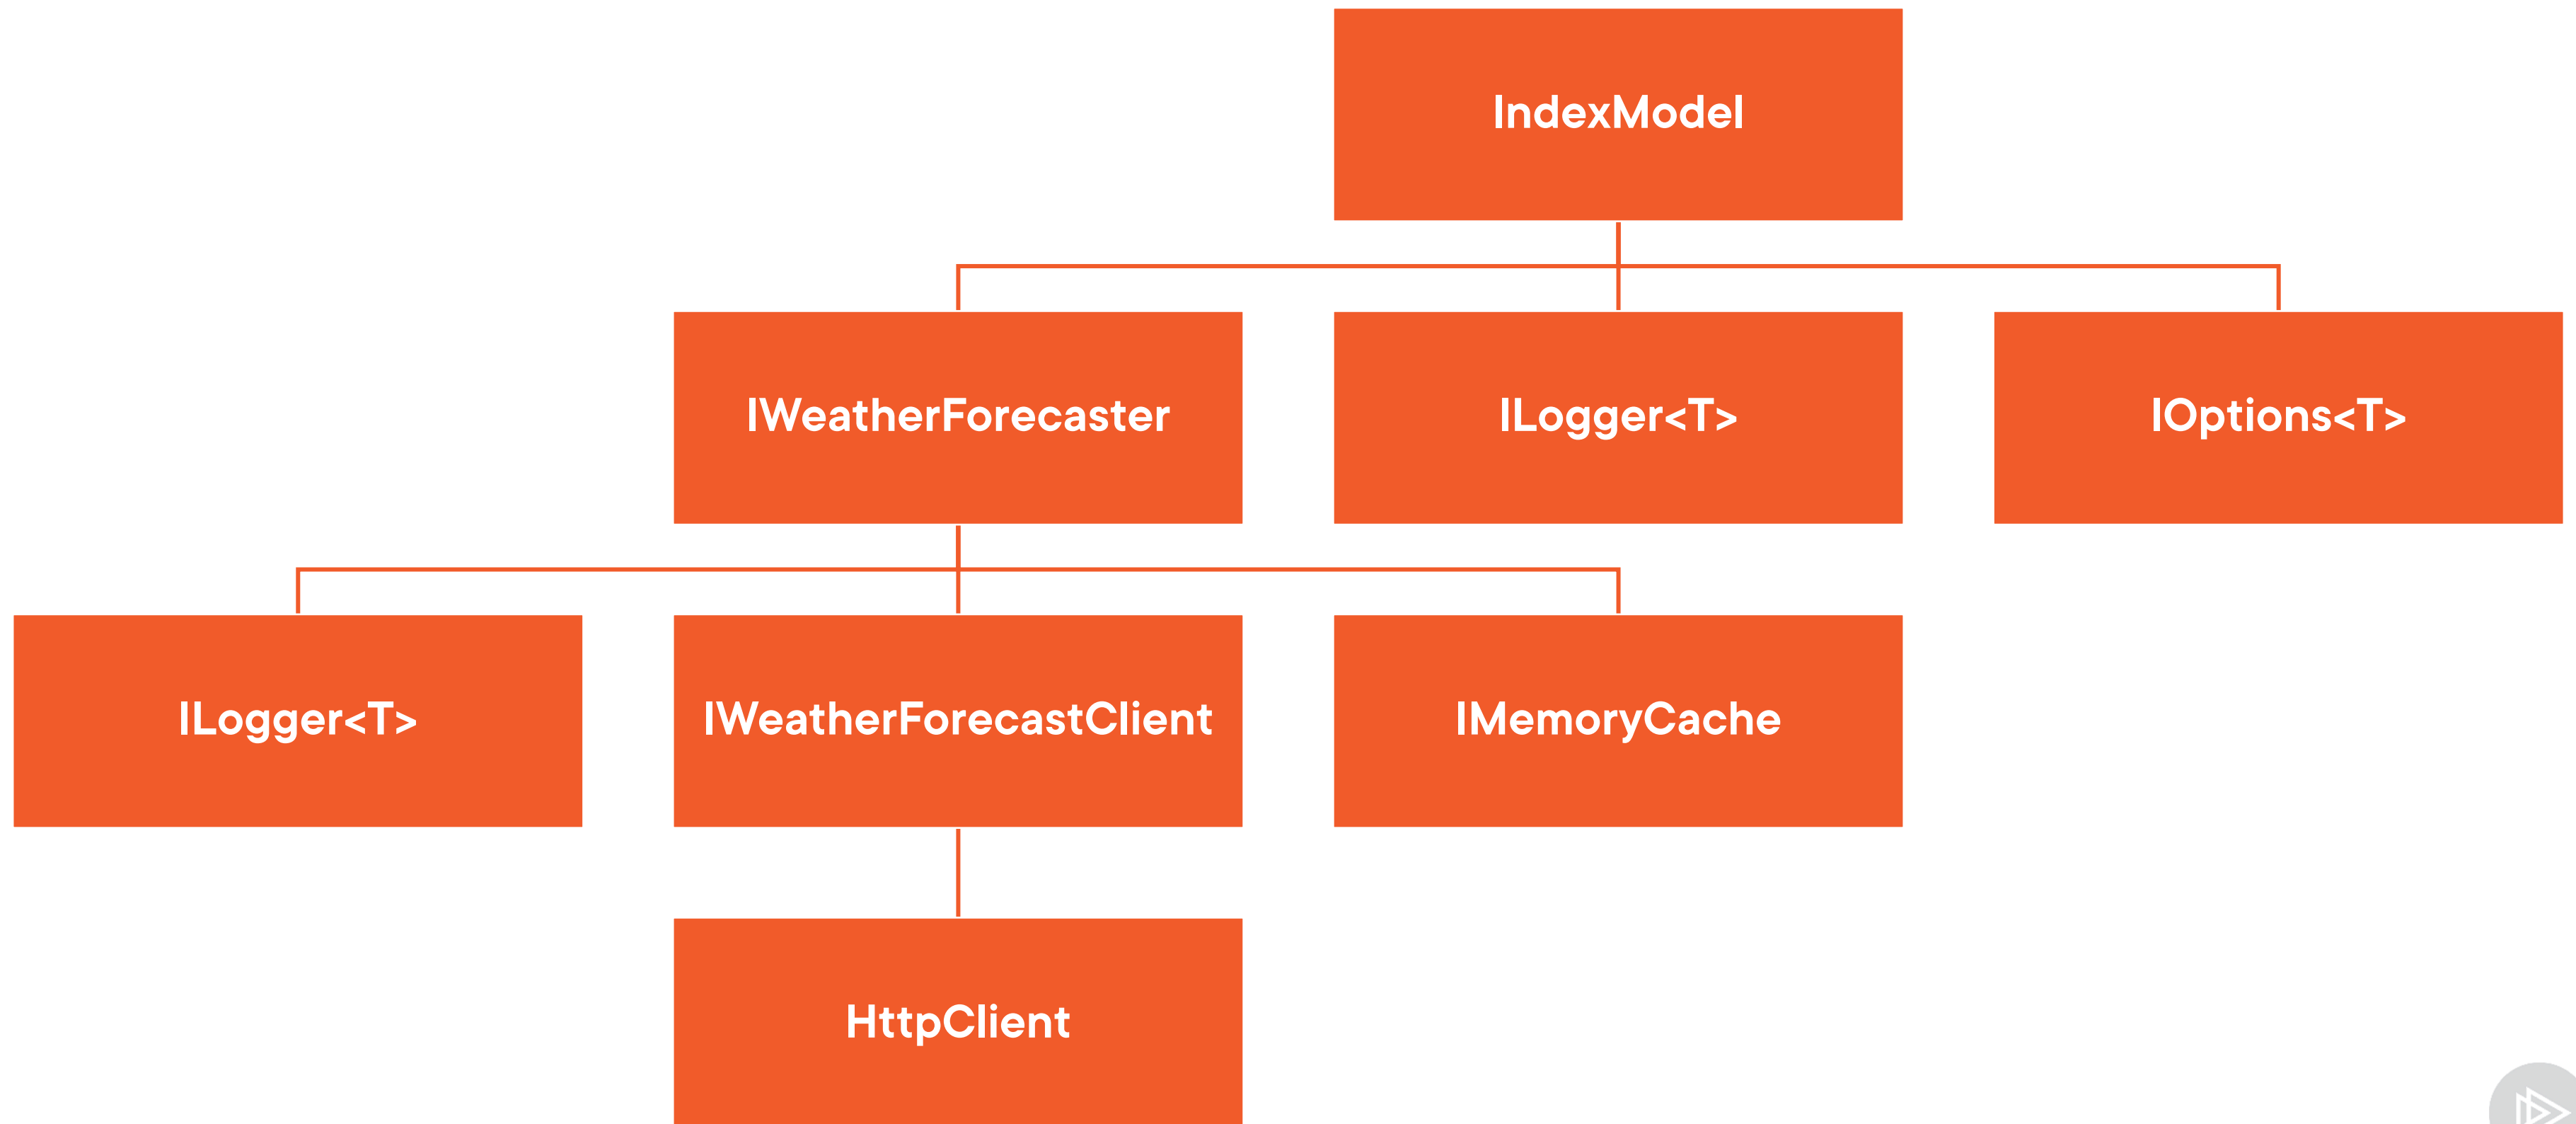 IndexModel
IWeatherForecaster
ILogger<T>
IOptions<T>
ILogger<T>
IWeatherForecastClient
IMemoryCache
HttpClient